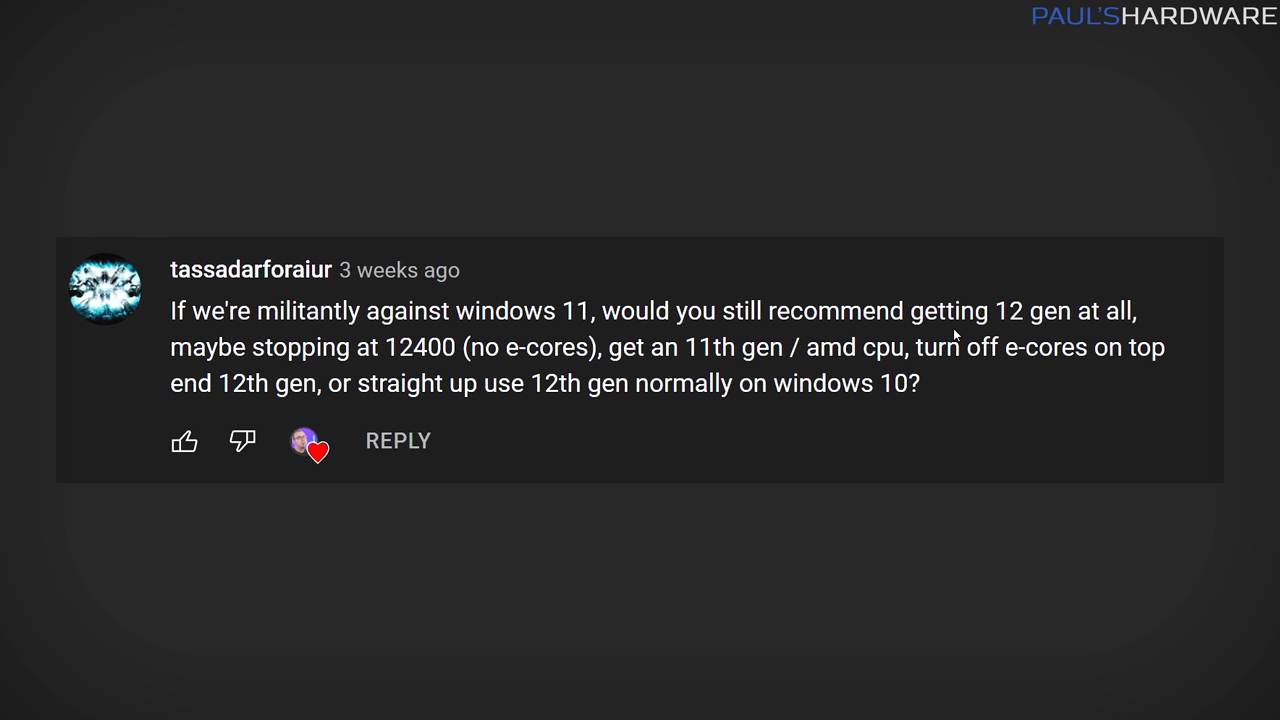 PAUL'SHARDWARE
tassadarforaiur 3 weeks ago
If we're militantly against windows 11, would you still recommend getting 12 gen at all,
maybe stopping at 12400 (no e-cores), get an 11th gen / amd cpu, turn off e-cores on top
end 12th gen, or straight up use 12th gen normally on windows 10?
REPLY